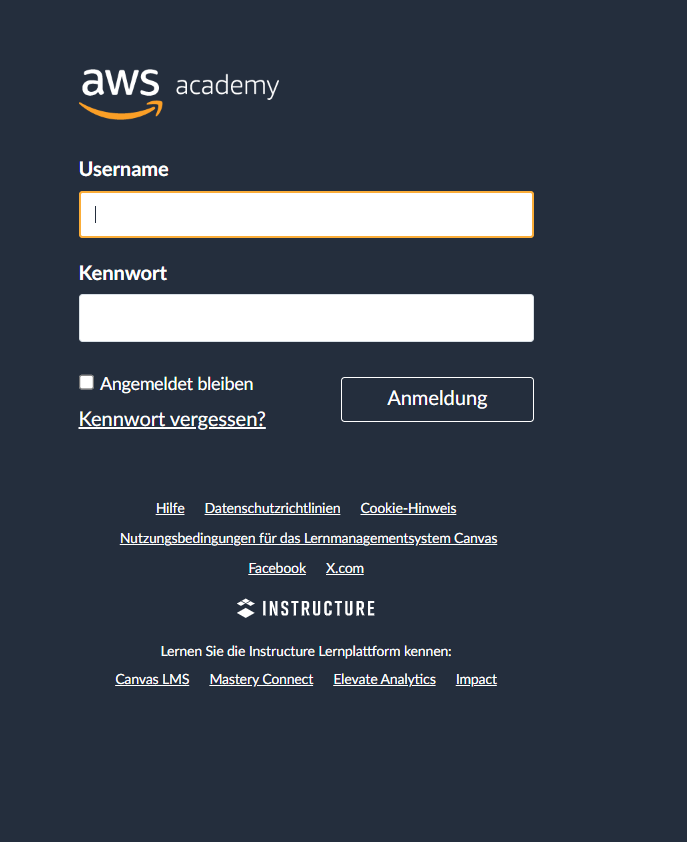 aws academy
Username
Kennwort
Angemeldet bleiben
Anmeldung
Kennwort vergessen?
Hilfe Datenschutzrichtlinien Cookie-Hinweis
Nutzungsbedingungen für das Lernmanagementsystem Canvas
Facebook X.com
INSTRUCTURE
Lernen Sie die Instructure Lernplattform kennen:
Canvas LMS Mastery Connect Elevate Analytics Impact